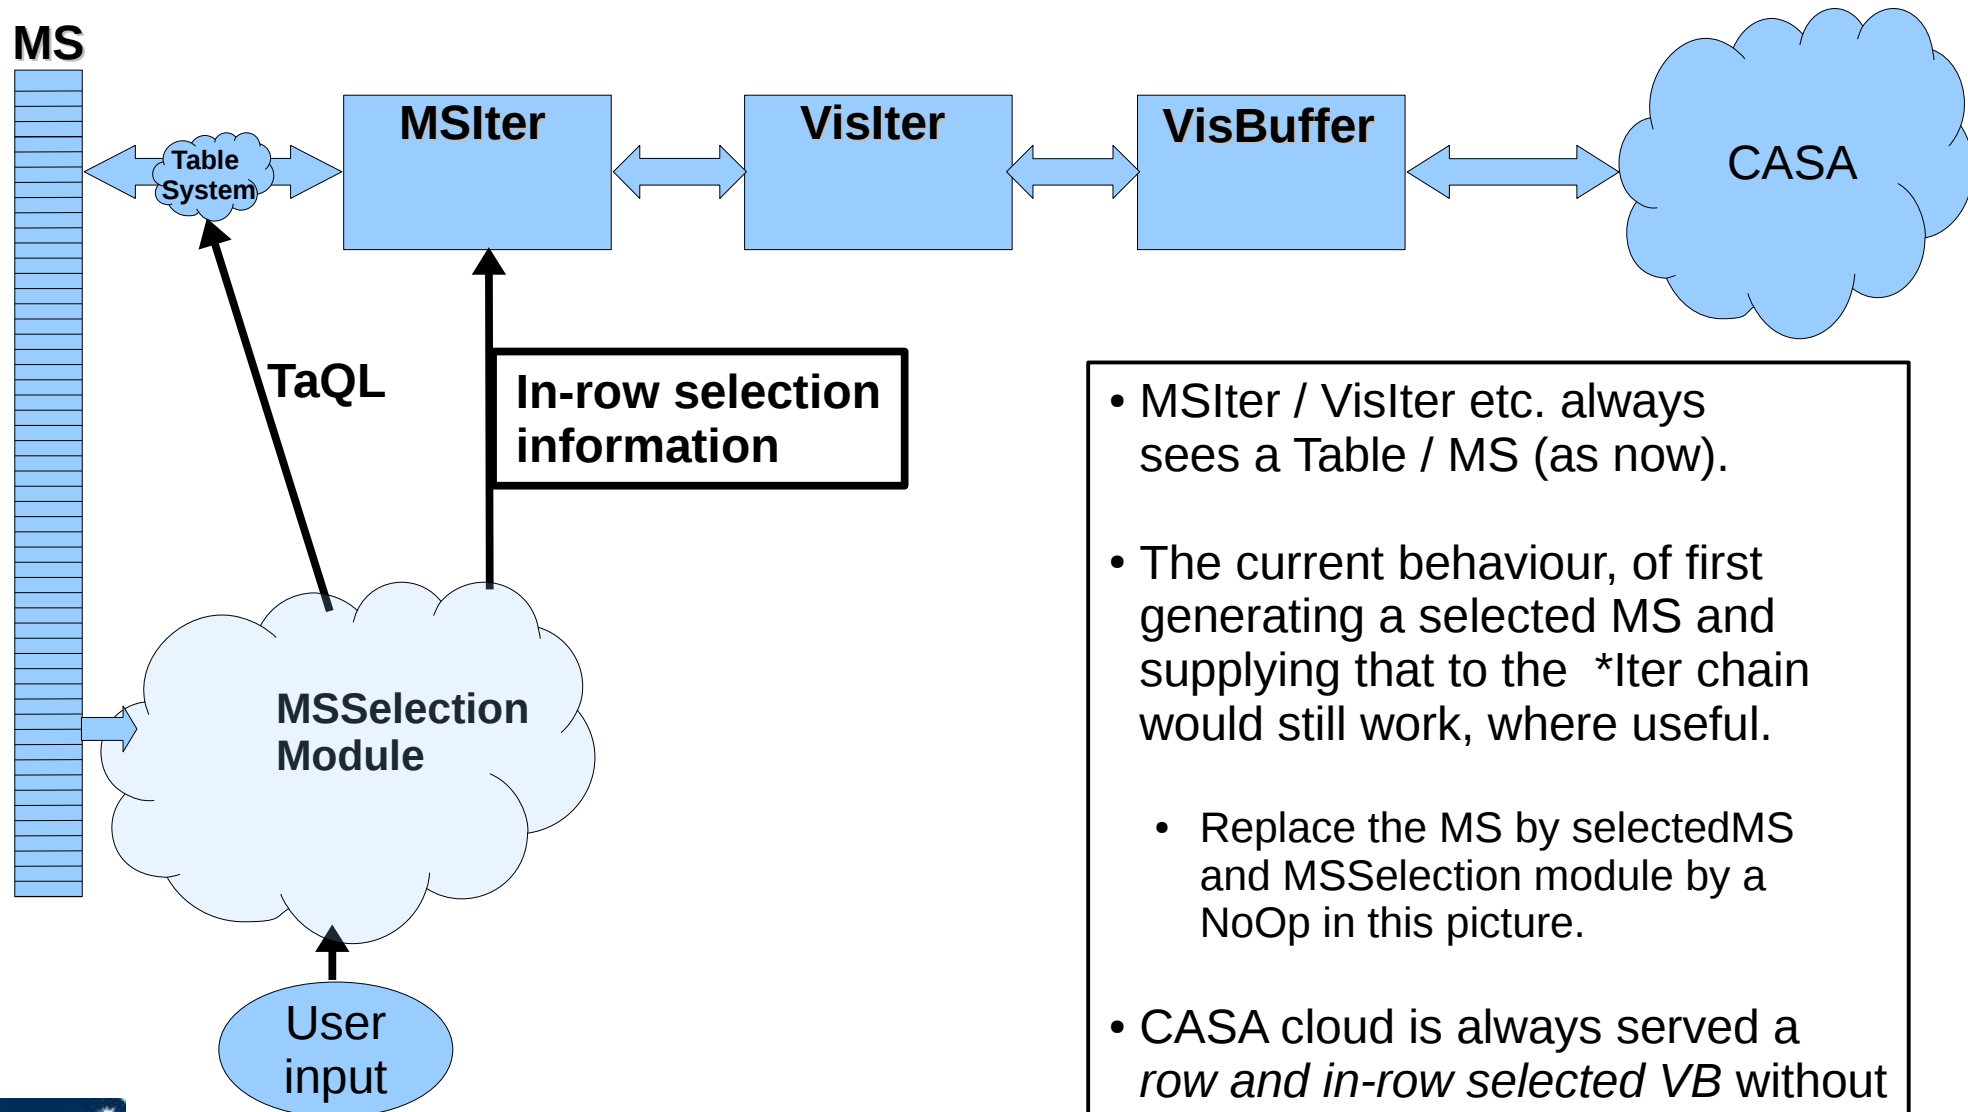 MS
MSIter
VisIter
VisBuffer
Table
System
CASA
TaQL
In-row selection
information
MSSelection
Module
User
input
• MSIter / VisIter etc. always
sees a Table / MS (as now).
• The current behaviour, of first
generating a selected MS and
supplying that to the *Iter chain
would still work, where useful.
• Replace the MS by selectedMS
and MSSelection module by a
NoOp in this picture.
• CASA cloud is always served a
row and in-row selected VB without